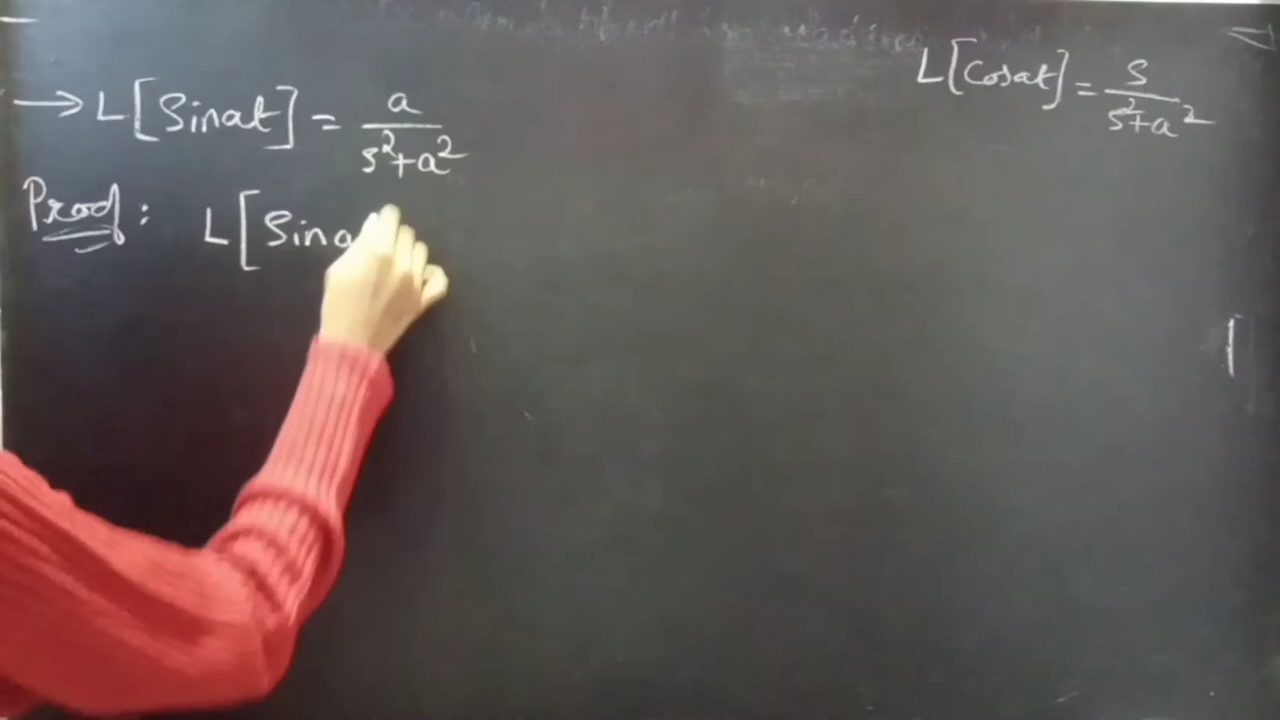 → L[Sinat] = a/(s²+a²)
L[Cosat] = s/(s²+a²)
Proof: L[Sina